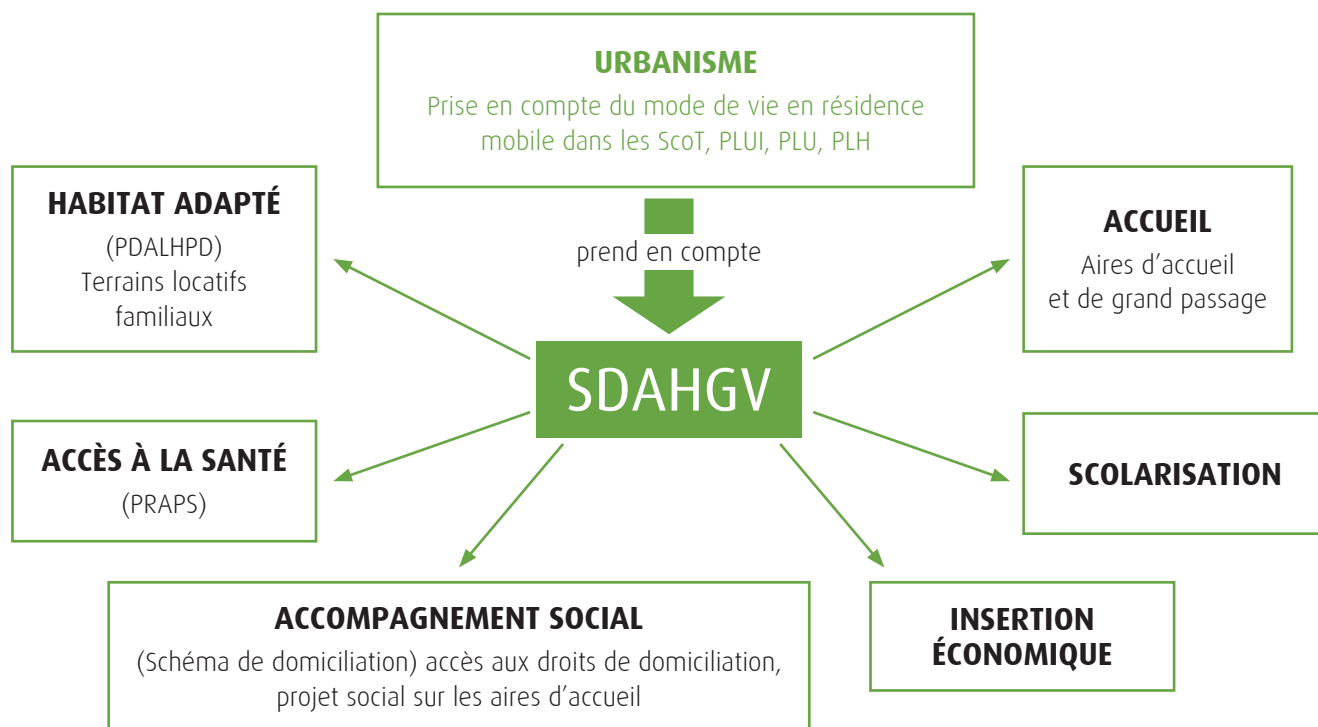 URBANISME
Prise en compte du mode de vie en résidence
mobile dans les ScoT, PLUI, PLU, PLH
prend en compte
SDAHGV
HABITAT ADAPTÉ
(PDALHPD)
Terrains locatifs
familiaux
ACCUEIL
Aires d’accueil
et de grand passage
ACCÈS À LA SANTÉ
(PRAPS)
SCOLARISATION
ACCOMPAGNEMENT SOCIAL
(Schéma de domiciliation) accès aux droits de domiciliation,
projet social sur les aires d’accueil
INSERTION
ÉCONOMIQUE